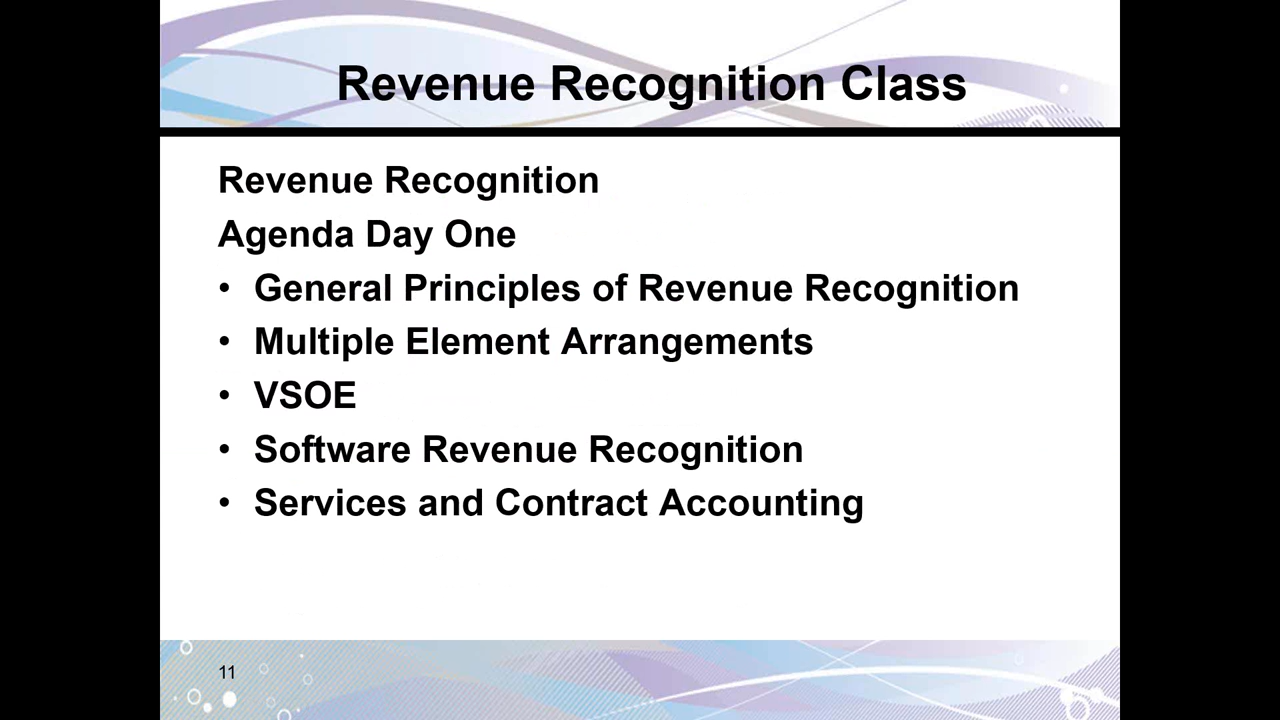 Revenue Recognition Class
Revenue Recognition
Agenda Day One
• General Principles of Revenue Recognition
• Multiple Element Arrangements
• VSOE
• Software Revenue Recognition
• Services and Contract Accounting
11